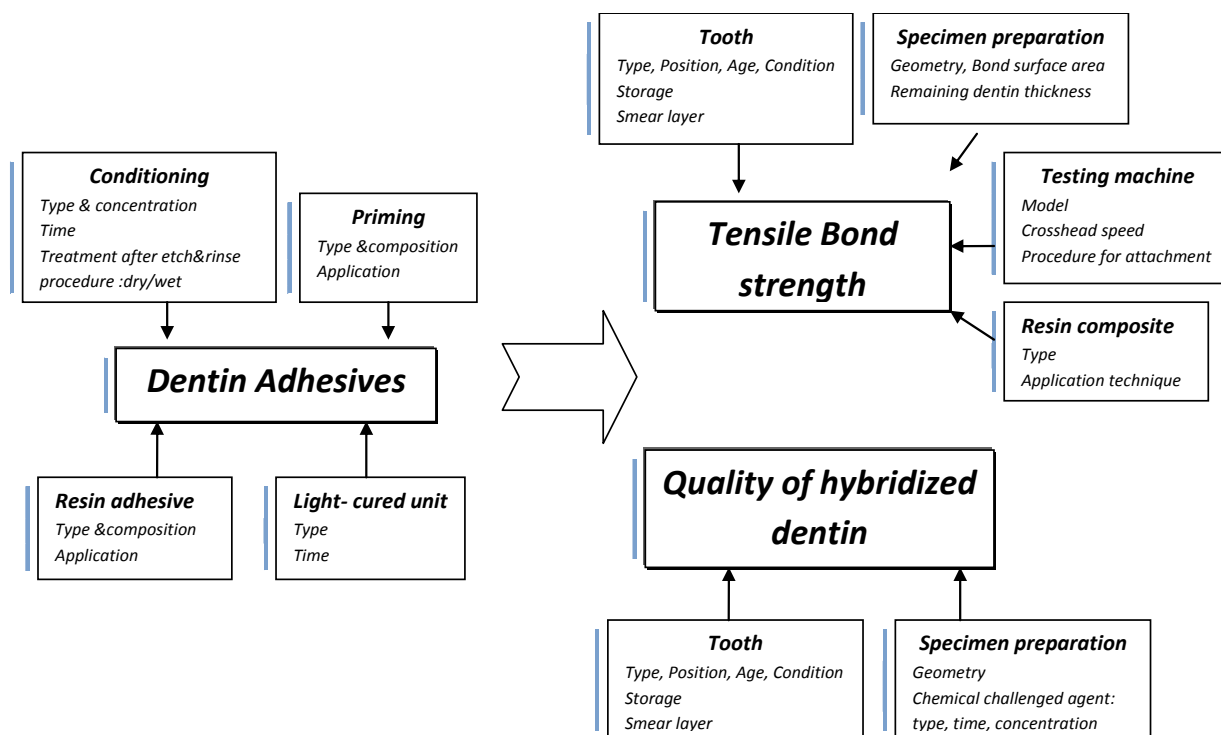 Tooth
Type, Position, Age, Condition
Storage
Smear layer
Specimen preparation
Geometry, Bond surface area
Remaining dentin thickness
Conditioning
Type & concentration
Time
Treatment after etch&rinse
procedure :dry/wet
Priming
Type &composition
Application
Testing machine
Model
Crosshead speed
Procedure for attachment
Tensile Bond
strength
Resin composite
Type
Application technique
Dentin Adhesives
Resin adhesive
Type &composition
Application
Light- cured unit
Type
Time
Quality of hybridized
dentin
Tooth
Type, Position, Age, Condition
Storage
Smear layer
Specimen preparation
Geometry
Chemical challenged agent:
type, time, concentration